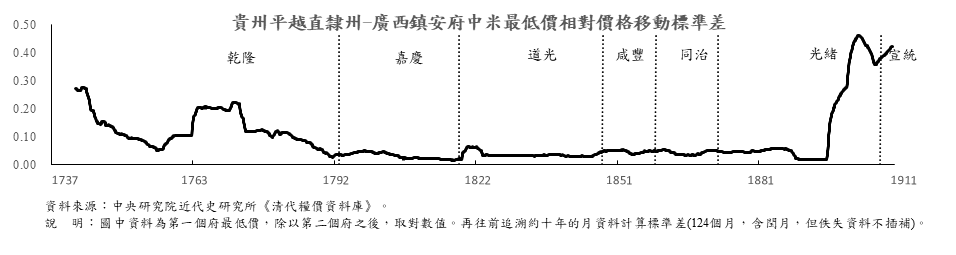 貴州平越直隸州-廣西鎮安府中米最低價相對價格移動標準差
0.50
0.40
0.30
0.20
0.10
0.00
乾隆
嘉慶
道光
咸豐
同治
光緒
宣統
1737
1763
1792
1822
1851
1881
1911
資料來源：中央研究院近代史研究所《清代糧價資料庫》。
說　明：圖中資料為第一個府最低價，除以第二個府之後，取對數值。再往前追溯約十年的月資料計算標準差(124個月，含閏月，但佚失資料不插補)。